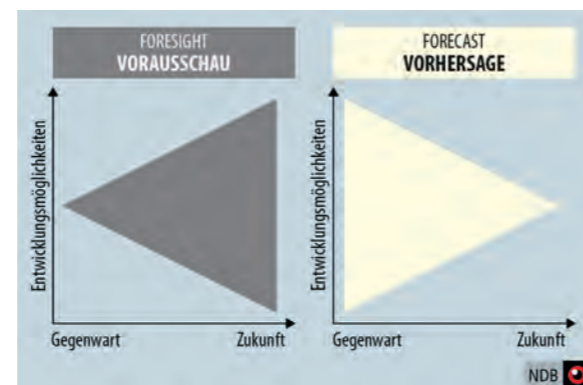 FORESIGHT
VORAUSSCHAU
Entwicklungsmöglichkeiten
Gegenwart
Zukunft
FORECAST
VORHERSAGE
Entwicklungsmöglichkeiten
Gegenwart
Zukunft
NDB